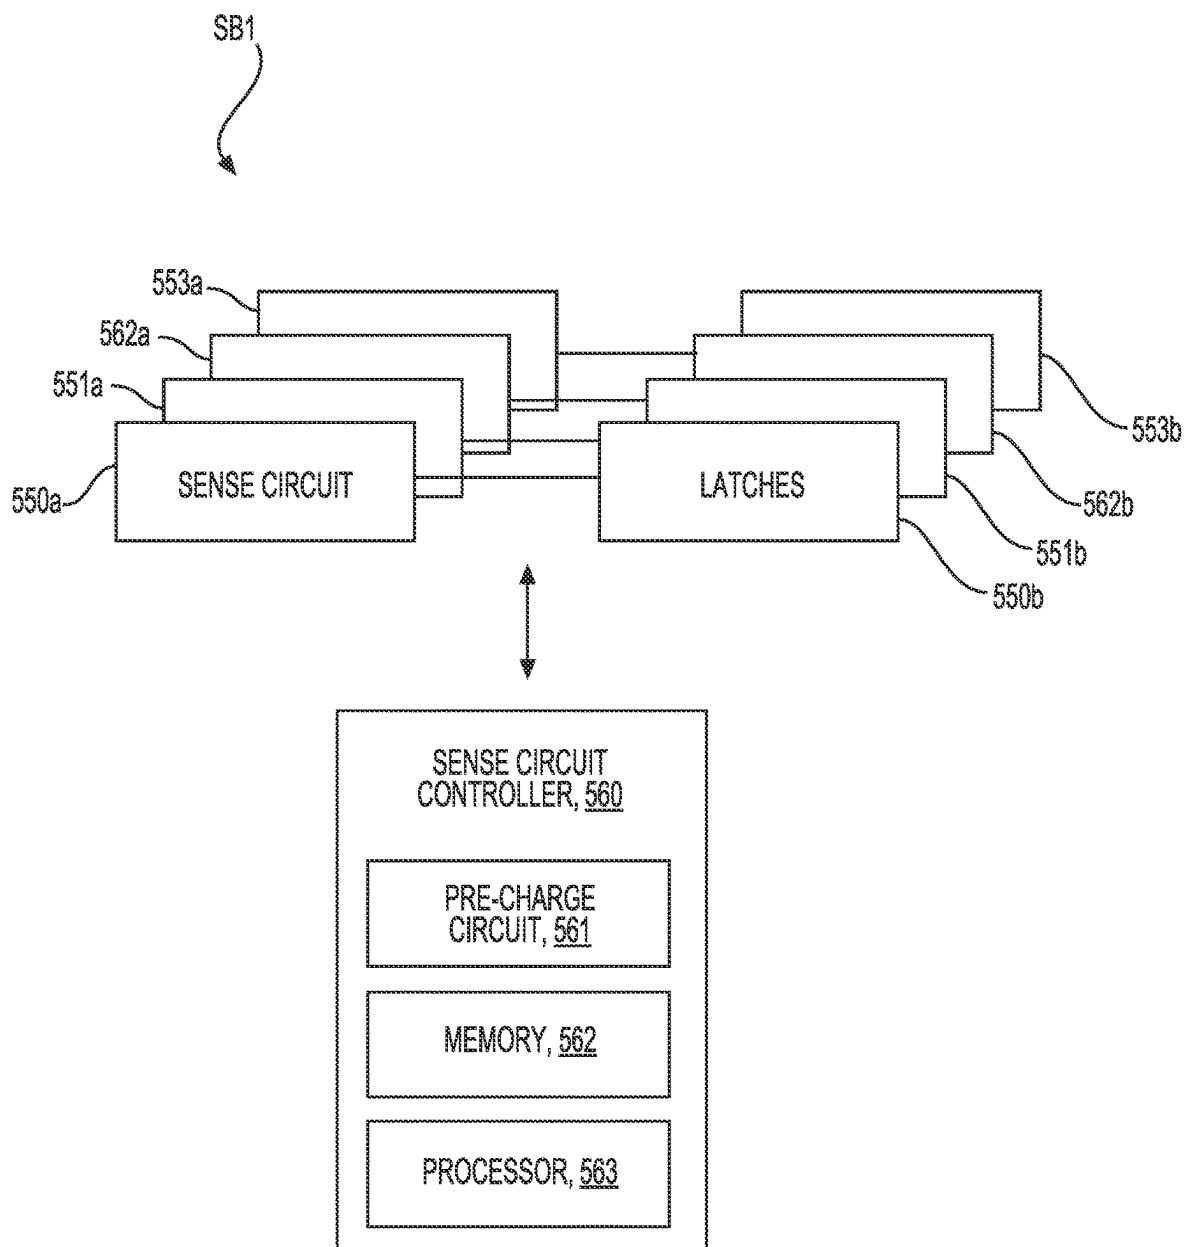 SB1
553a
562a
551a
550a
SENSE CIRCUIT
LATCHES
553b
562b
551b
550b
SENSE CIRCUIT
CONTROLLER, 560
PRE-CHARGE
CIRCUIT, 561
MEMORY, 562
PROCESSOR, 563